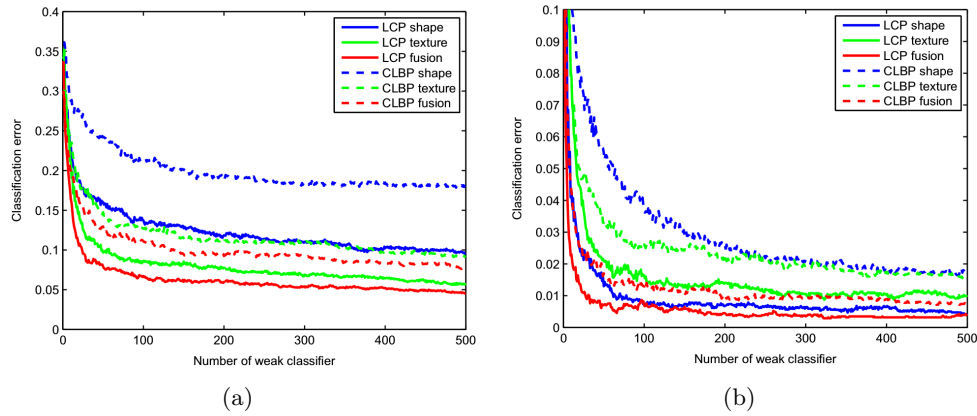 0.4
0.35
0.3
0.25
0.2
0.15
0.1
0.05
0
0
100
200
300
400
500
Classification error
Number of weak classifier
LCP shape
LCP texture
LCP fusion
CLBP shape
CLBP texture
CLBP fusion
(a)
0.1
0.09
0.08
0.07
0.06
0.05
0.04
0.03
0.02
0.01
0
0
100
200
300
400
500
Classification error
Number of weak classifier
LCP shape
LCP texture
LCP fusion
CLBP shape
CLBP texture
CLBP fusion
(b)